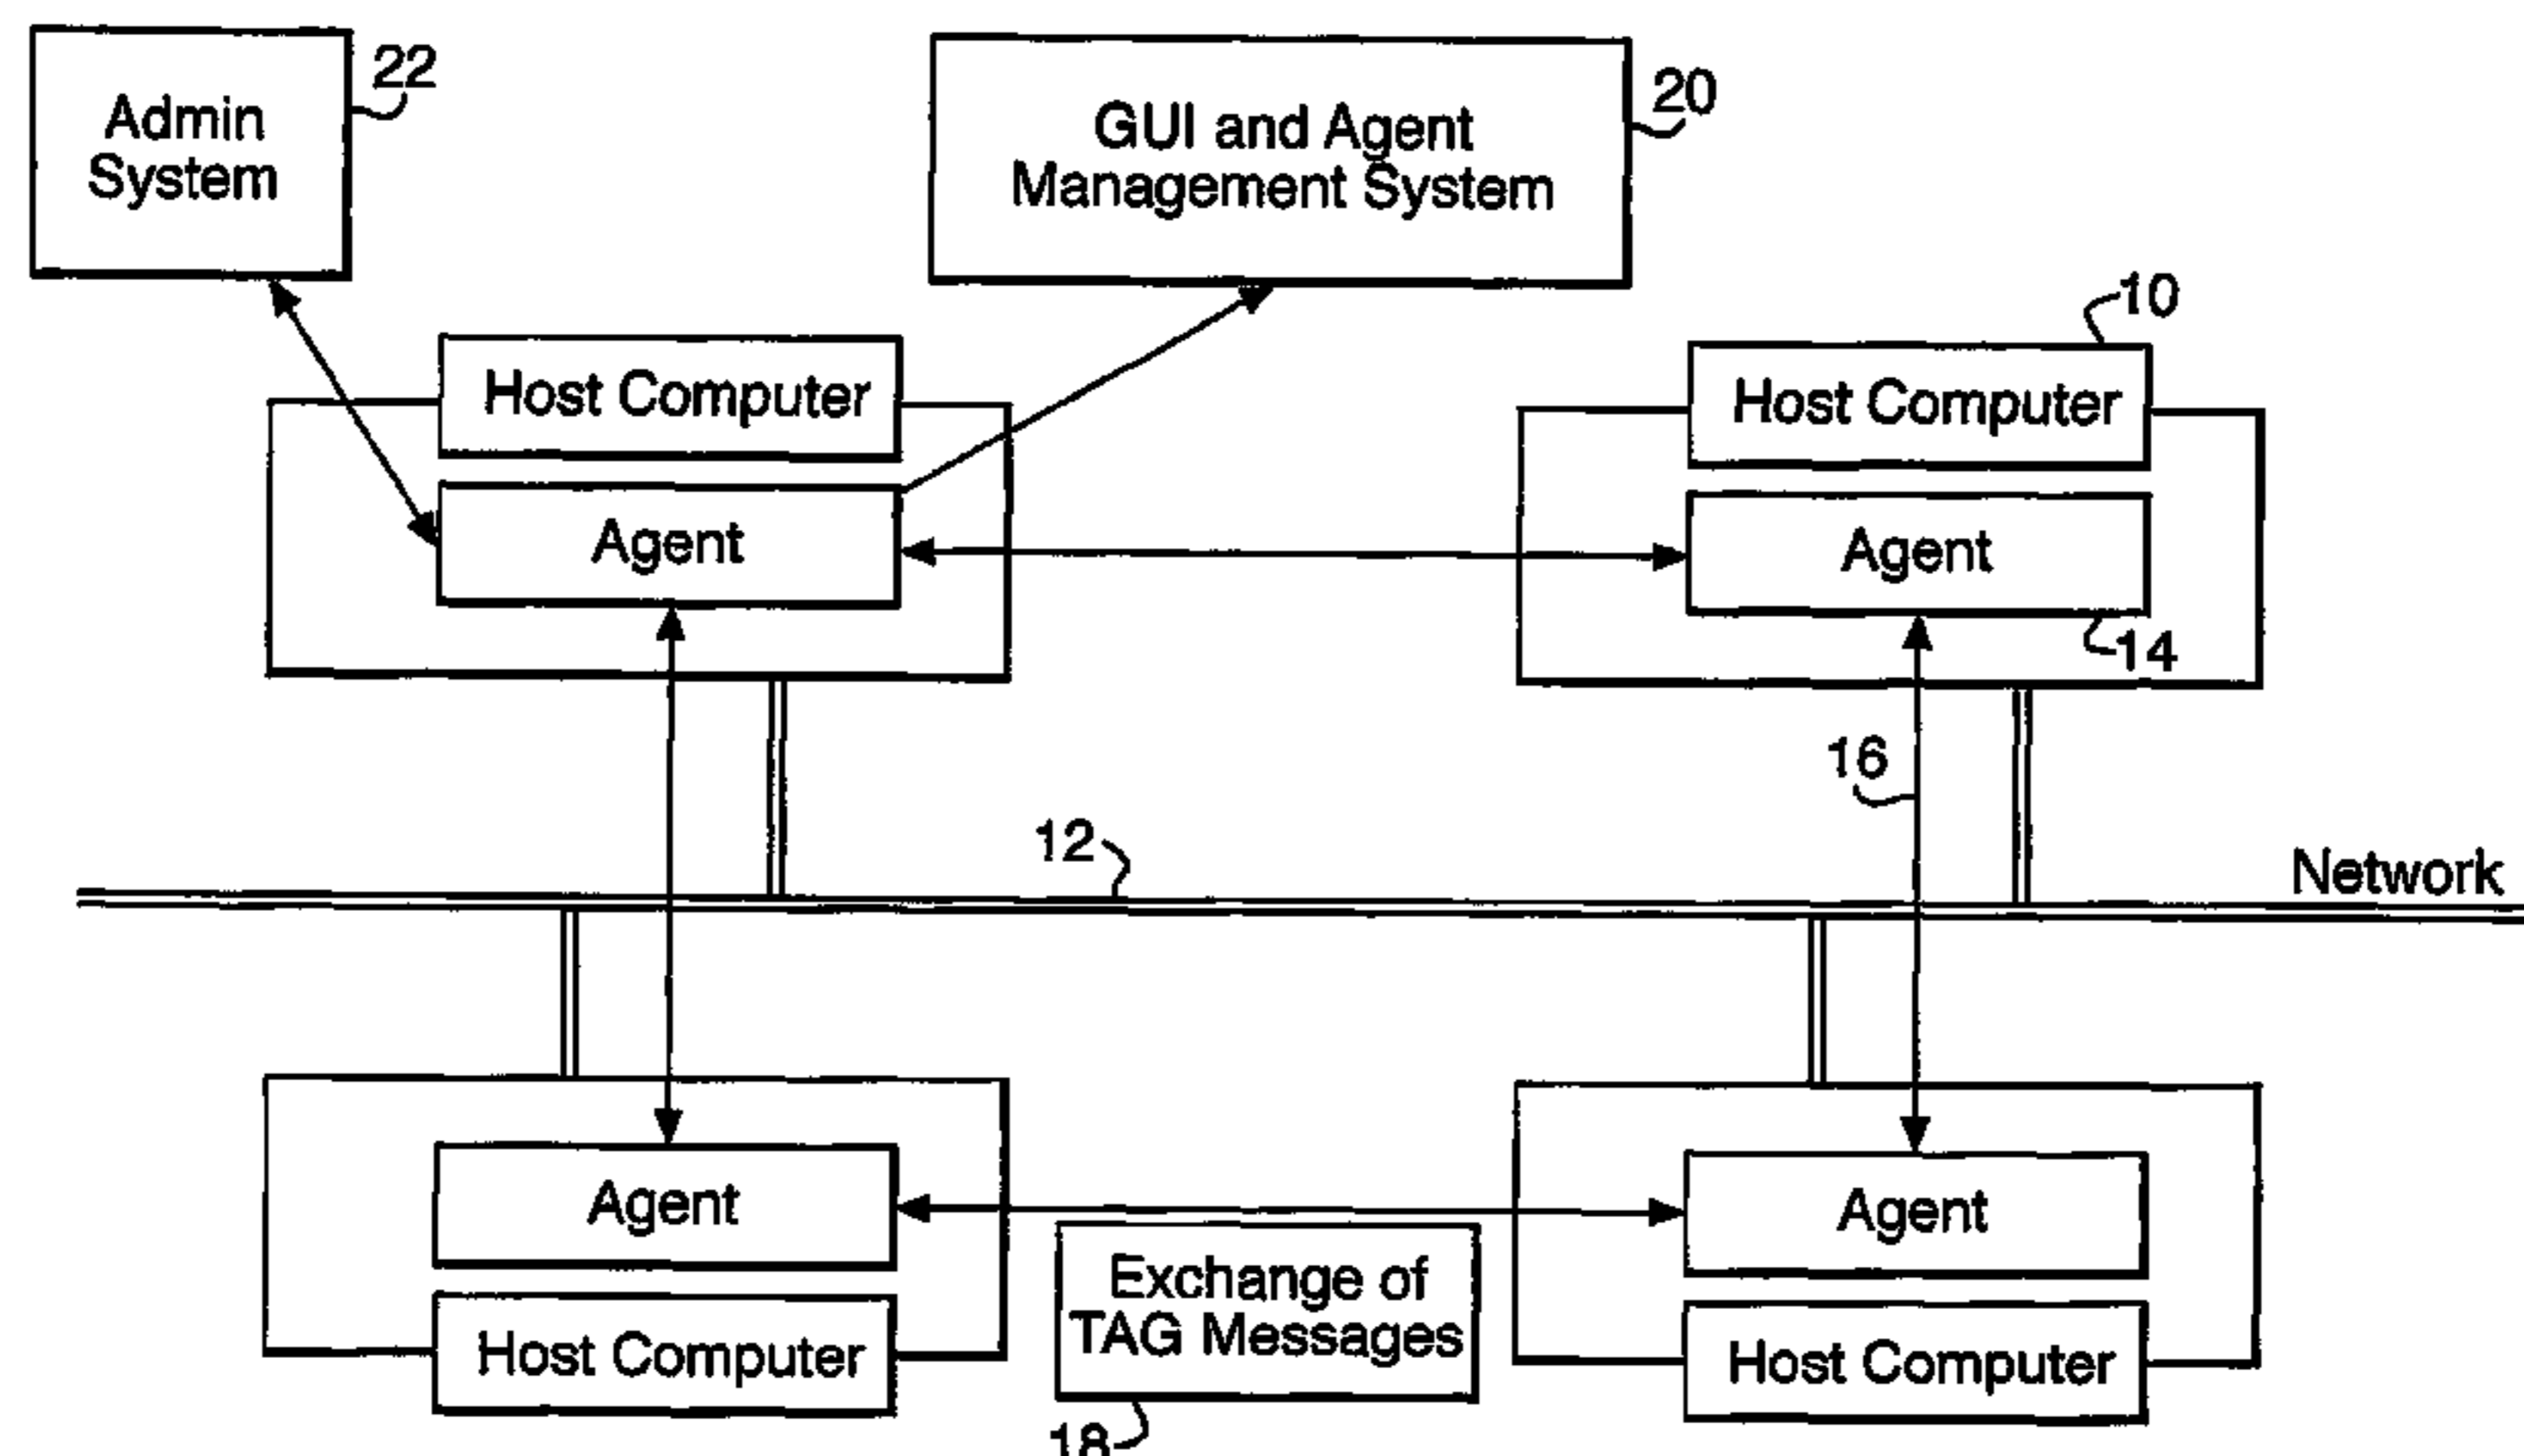 22
Admin
System
20
GUI and Agent
Management System
10
Host Computer
Host Computer
Agent
Agent
14
16
12
Network
Agent
Agent
Exchange of
TAG Messages
Host Computer
Host Computer
18